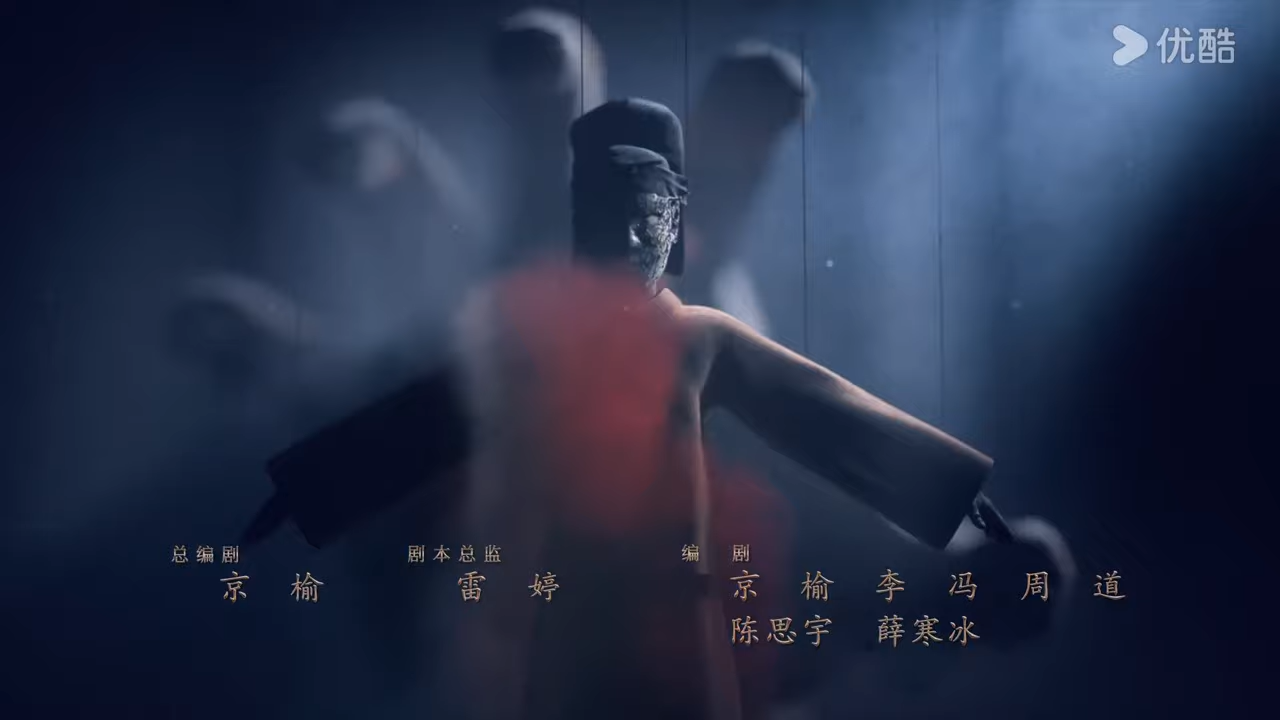 优酷
总编剧
京榆
剧本总监
雷婷
编剧
京榆 李冯 周道
陈思宇 薛寒冰